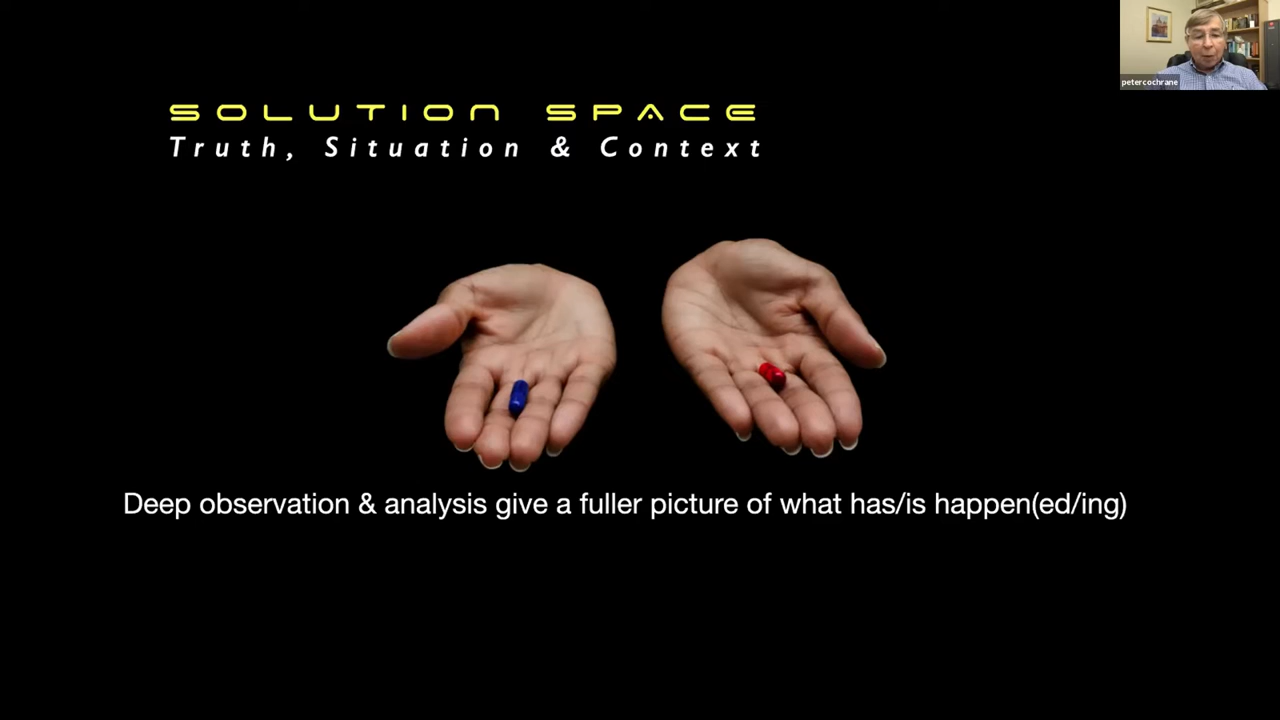 SOLUTION SPACE
Truth, Situation & Context
Deep observation & analysis give a fuller picture of what has/is happen(ed/ing)
petercochrane